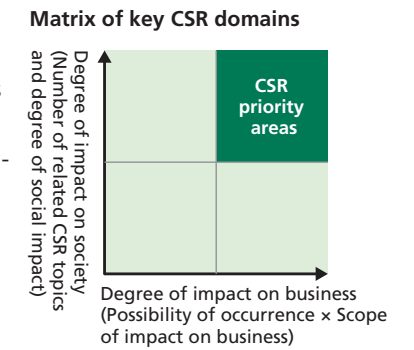 Matrix of key CSR domains
Degree of impact on society
(Number of related CSR topics
and degree of social impact)
CSR
priority
areas
Degree of impact on business
(Possibility of occurrence × Scope
of impact on business)